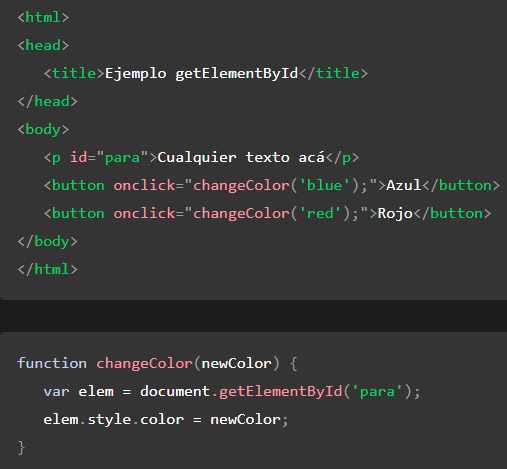 <html>
<head>
<title>Ejemplo getElementById</title>
</head>
<body>
<p id="para">Cualquier texto acá</p>
<button onclick="changeColor('blue');">Azul</button>
<button onclick="changeColor('red');">Rojo</button>
</body>
</html>
function changeColor(newColor) {
var elem = document.getElementById('para');
elem.style.color = newColor;
}